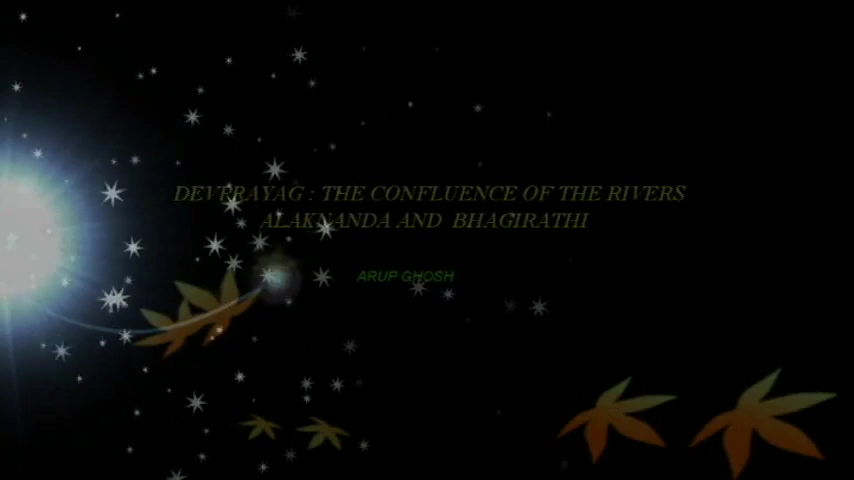 DEVPRAYAG : THE CONFLUENCE OF THE RIVERS
ALAKNANDA AND BHAGIRATHI
ARUP GHOSH